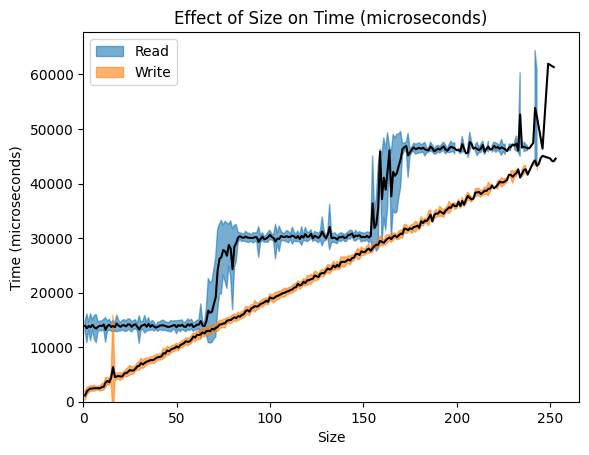 Effect of Size on Time (microseconds)
Read
Write
Time (microseconds)
60000
50000
40000
30000
20000
10000
0
0 50 100 150 200 250
Size